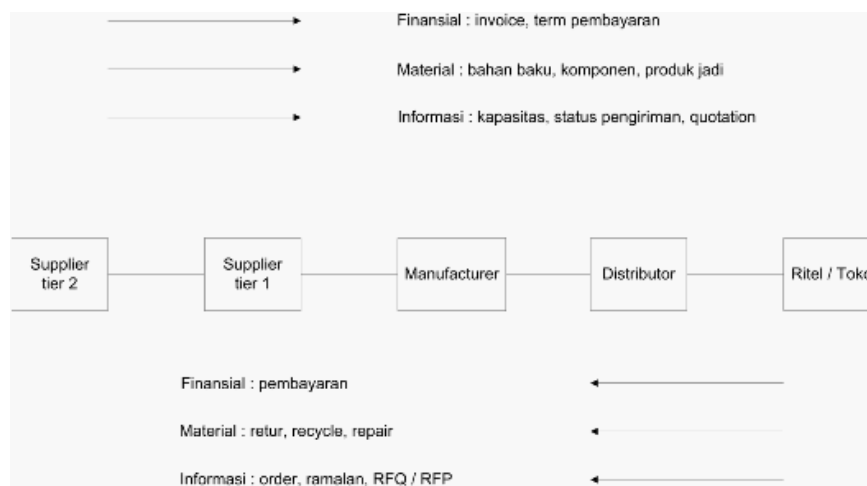 Finansial : invoice, term pembayaran
Material : bahan baku, komponen, produk jadi
Informasi : kapasitas, status pengiriman, quotation
Supplier
tier 2
Supplier
tier 1
Manufacturer
Distributor
Ritel / Toko
Finansial : pembayaran
Material : retur, recycle, repair
Informasi : order, ramalan, RFQ / RFP